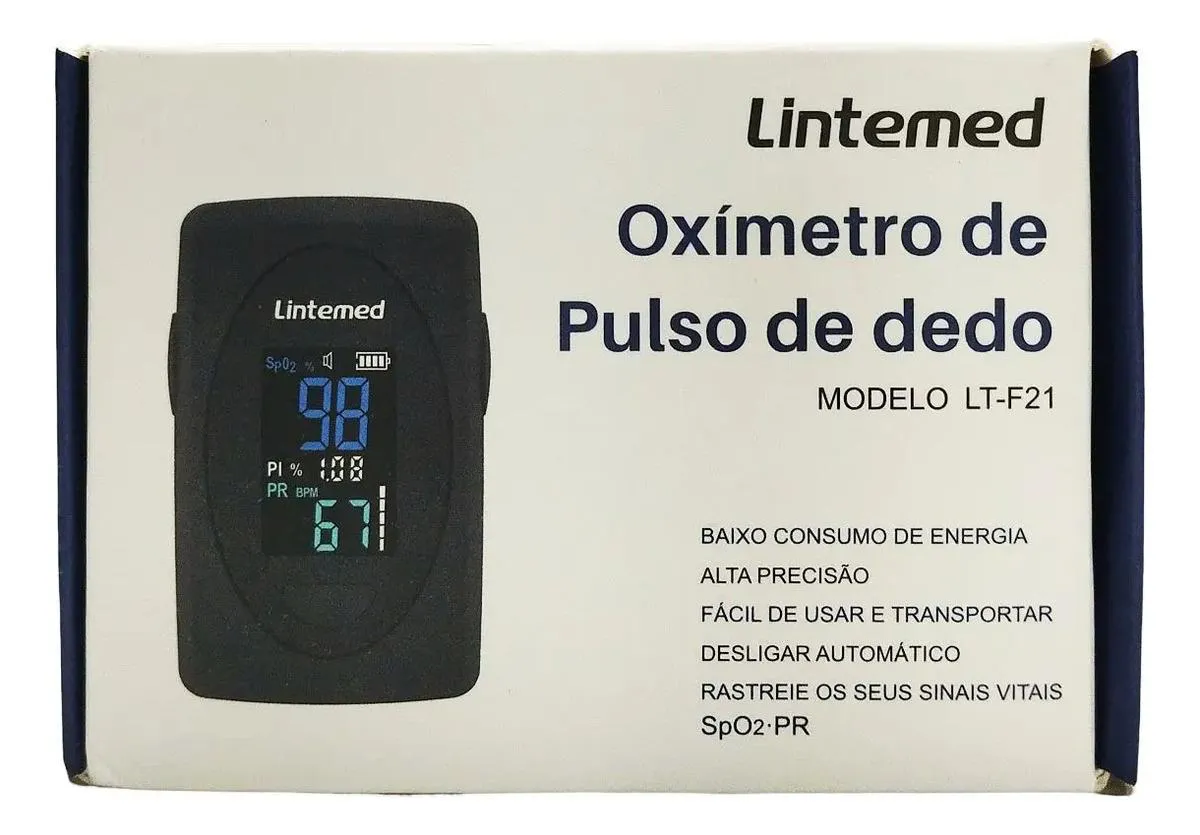 Lintemed
Oxímetro de
Pulso de dedo
MODELO LT-F21
Lintemed
SpO2 %
98
PI % 1.08
PR BPM
67
BAIXO CONSUMO DE ENERGIA
ALTA PRECISÃO
FÁCIL DE USAR E TRANSPORTAR
DESLIGAR AUTOMÁTICO
RASTREIE OS SEUS SINAIS VITAIS
SpO2·PR